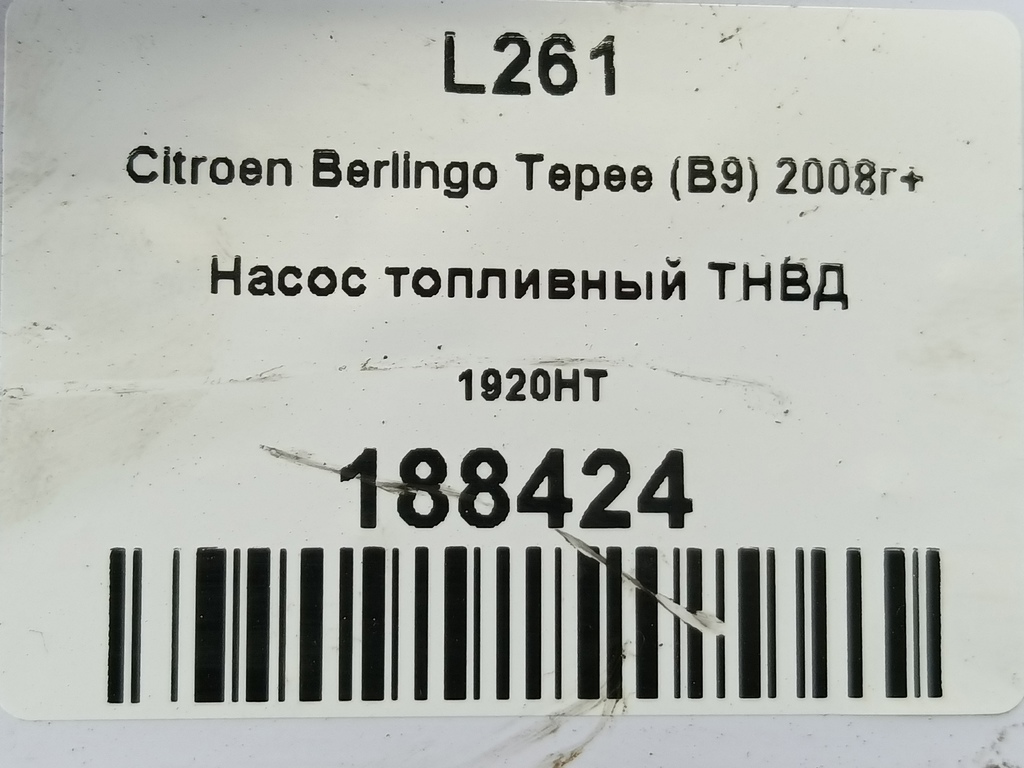 L261
Citroen Berlingo Tepee (B9) 2008г+
Насос топливный ТНВД
1920HT
188424